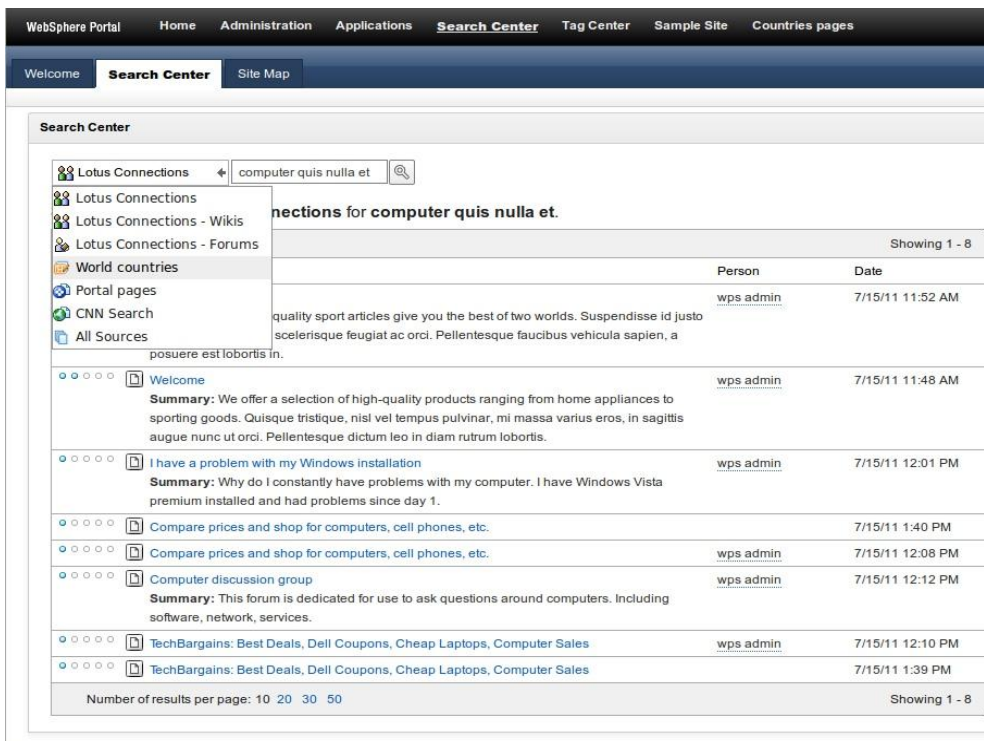 WebSphere Portal Home Administration Applications Search Center Tag Center Sample Site Countries pages
Welcome Search Center Site Map
Search Center
Lotus Connections computer quis nulla et
Lotus Connections
Lotus Connections - Wikis
Lotus Connections - Forums
World countries
Portal pages
CNN Search
All Sources
nections for computer quis nulla et.
Showing 1 - 8
Person Date
wps admin 7/15/11 11:52 AM
quality sport articles give you the best of two worlds. Suspendisse id justo
scelerisque feugiat ac orci. Pellentesque faucibus vehicula sapien, a
posuere est lobortis in.
Welcome wps admin 7/15/11 11:48 AM
Summary: We offer a selection of high-quality products ranging from home appliances to
sporting goods. Quisque tristique, nisl vel tempus pulvinar, mi massa varius eros, in sagittis
augue nunc ut orci. Pellentesque dictum leo in diam rutrum lobortis.
I have a problem with my Windows installation wps admin 7/15/11 12:01 PM
Summary: Why do I constantly have problems with my computer. I have Windows Vista
premium installed and had problems since day 1.
Compare prices and shop for computers, cell phones, etc. 7/15/11 1:40 PM
Compare prices and shop for computers, cell phones, etc. wps admin 7/15/11 12:08 PM
Computer discussion group wps admin 7/15/11 12:12 PM
Summary: This forum is dedicated for use to ask questions around computers. Including
software, network, services.
TechBargains: Best Deals, Dell Coupons, Cheap Laptops, Computer Sales wps admin 7/15/11 12:10 PM
TechBargains: Best Deals, Dell Coupons, Cheap Laptops, Computer Sales 7/15/11 1:39 PM
Number of results per page: 10 20 30 50 Showing 1 - 8